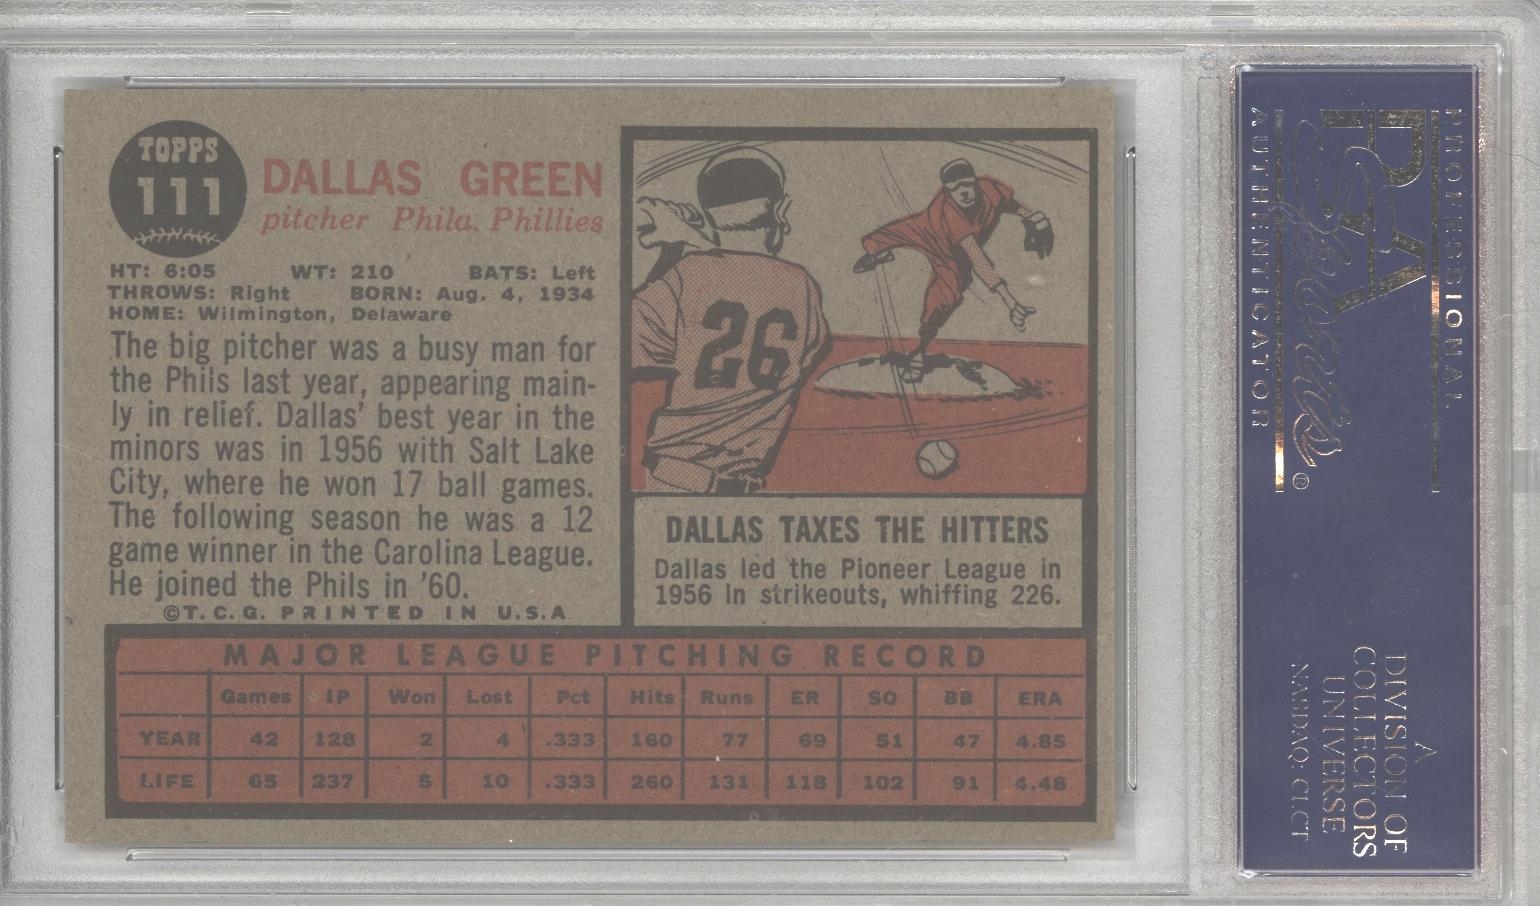 TOPPS
111
DALLAS GREEN
pitcher Phila. Phillies
HT: 6:05 WT: 210 BATS: Left
THROWS: Right BORN: Aug. 4, 1934
HOME: Wilmington, Delaware
The big pitcher was a busy man for
the Phils last year, appearing main-
ly in relief. Dallas' best year in the
minors was in 1956 with Salt Lake
City, where he won 17 ball games.
The following season he was a 12
game winner in the Carolina League.
He joined the Phils in '60.
©T.C.G. PRINTED IN U.S.A
26
DALLAS TAXES THE HITTERS
Dallas led the Pioneer League in
1956 in strikeouts, whiffing 226.
MAJOR LEAGUE PITCHING RECORD
Games IP Won Lost Pct Hits Runs ER SO BB ERA
YEAR 42 128 2 4 .333 160 77 69 51 47 4.85
LIFE 65 237 5 10 .333 260 131 118 102 91 4.48
PROFESSIONAL
PSA
AUTHENTICATOR
®
A
DIVISION OF
COLLECTORS
UNIVERSE
NASDAQ: CLCT